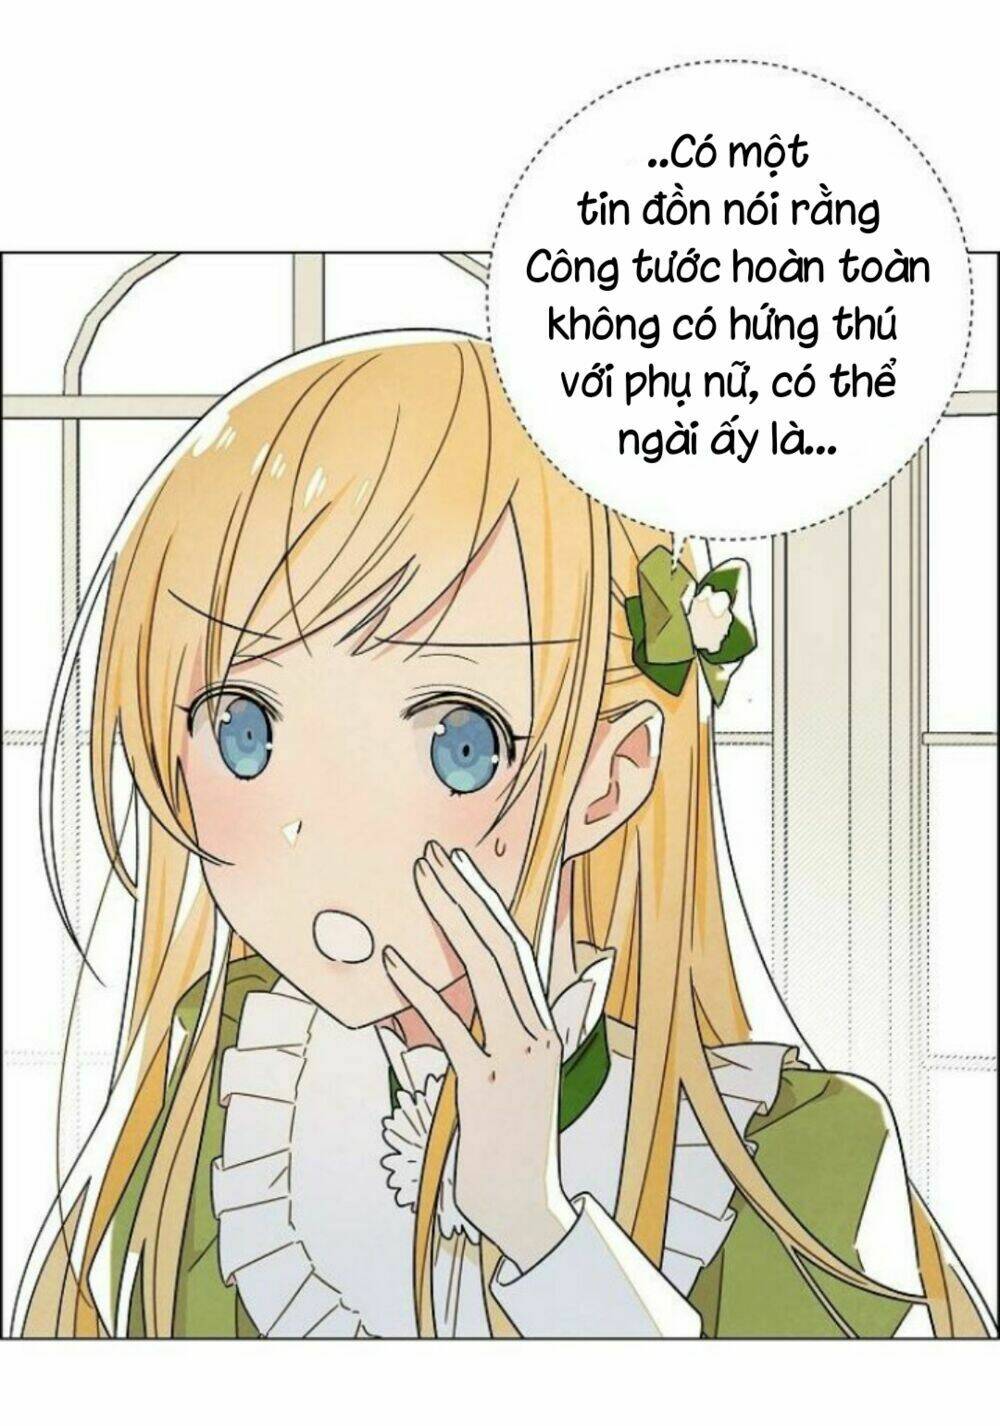 ..Có một
tin đồn nói rằng
Công tước hoàn toàn
không có hứng thú
với phụ nữ, có thể
ngài ấy là...